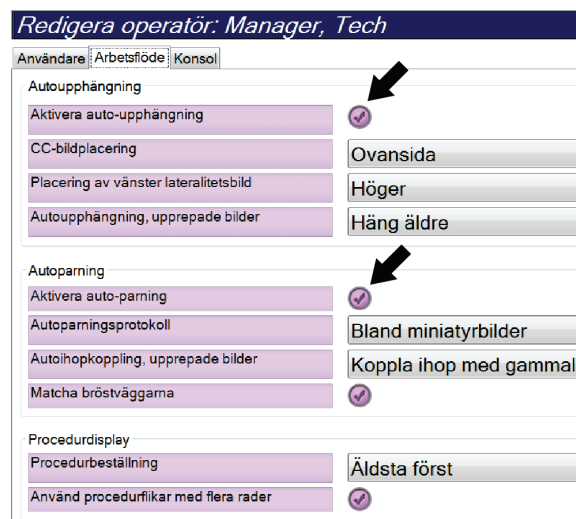 Redigera operatör: Manager, Tech
Användare Arbetsflöde Konsol
Autoupphängning
Aktivera auto-upphängning
CC-bildplacering Ovansida
Placering av vänster lateralitetsbild Höger
Autoupphängning, upprepade bilder Häng äldre
Autoparning
Aktivera auto-parning
Autoparningsprotokoll Bland miniatyrbilder
Autoihopkoppling, upprepade bilder Koppla ihop med gammal
Matcha bröstväggarna
Procedurdisplay
Procedurbeställning Äldsta först
Använd procedurflikar med flera rader